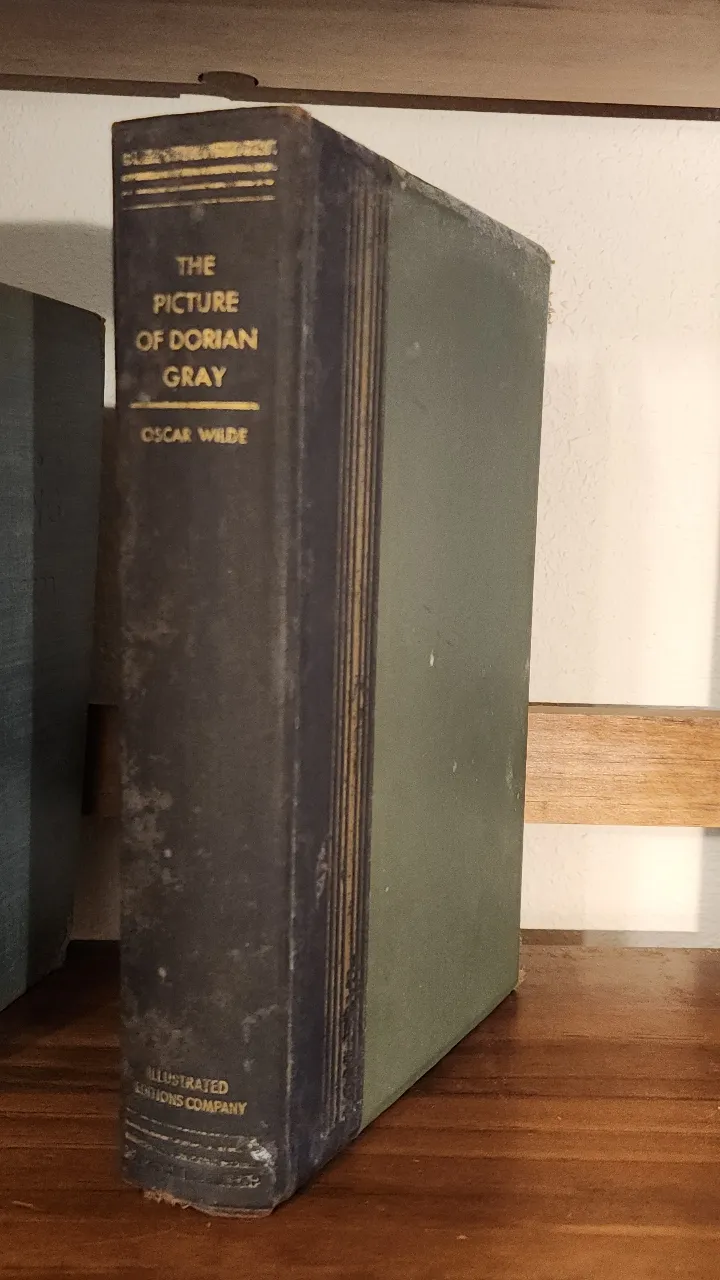 THE
PICTURE
OF DORIAN
GRAY
OSCAR WILDE
ILLUSTRATED
EDITIONS COMPANY